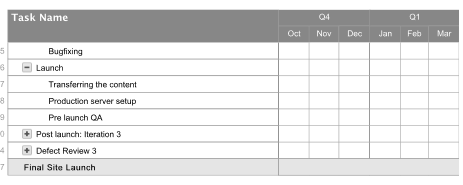 Task Name
Q4 Q1
Oct Nov Dec Jan Feb Mar
5 Bugfixing
6 Launch
7 Transferring the content
8 Production server setup
9 Pre launch QA
0 Post launch: Iteration 3
4 Defect Review 3
7 Final Site Launch